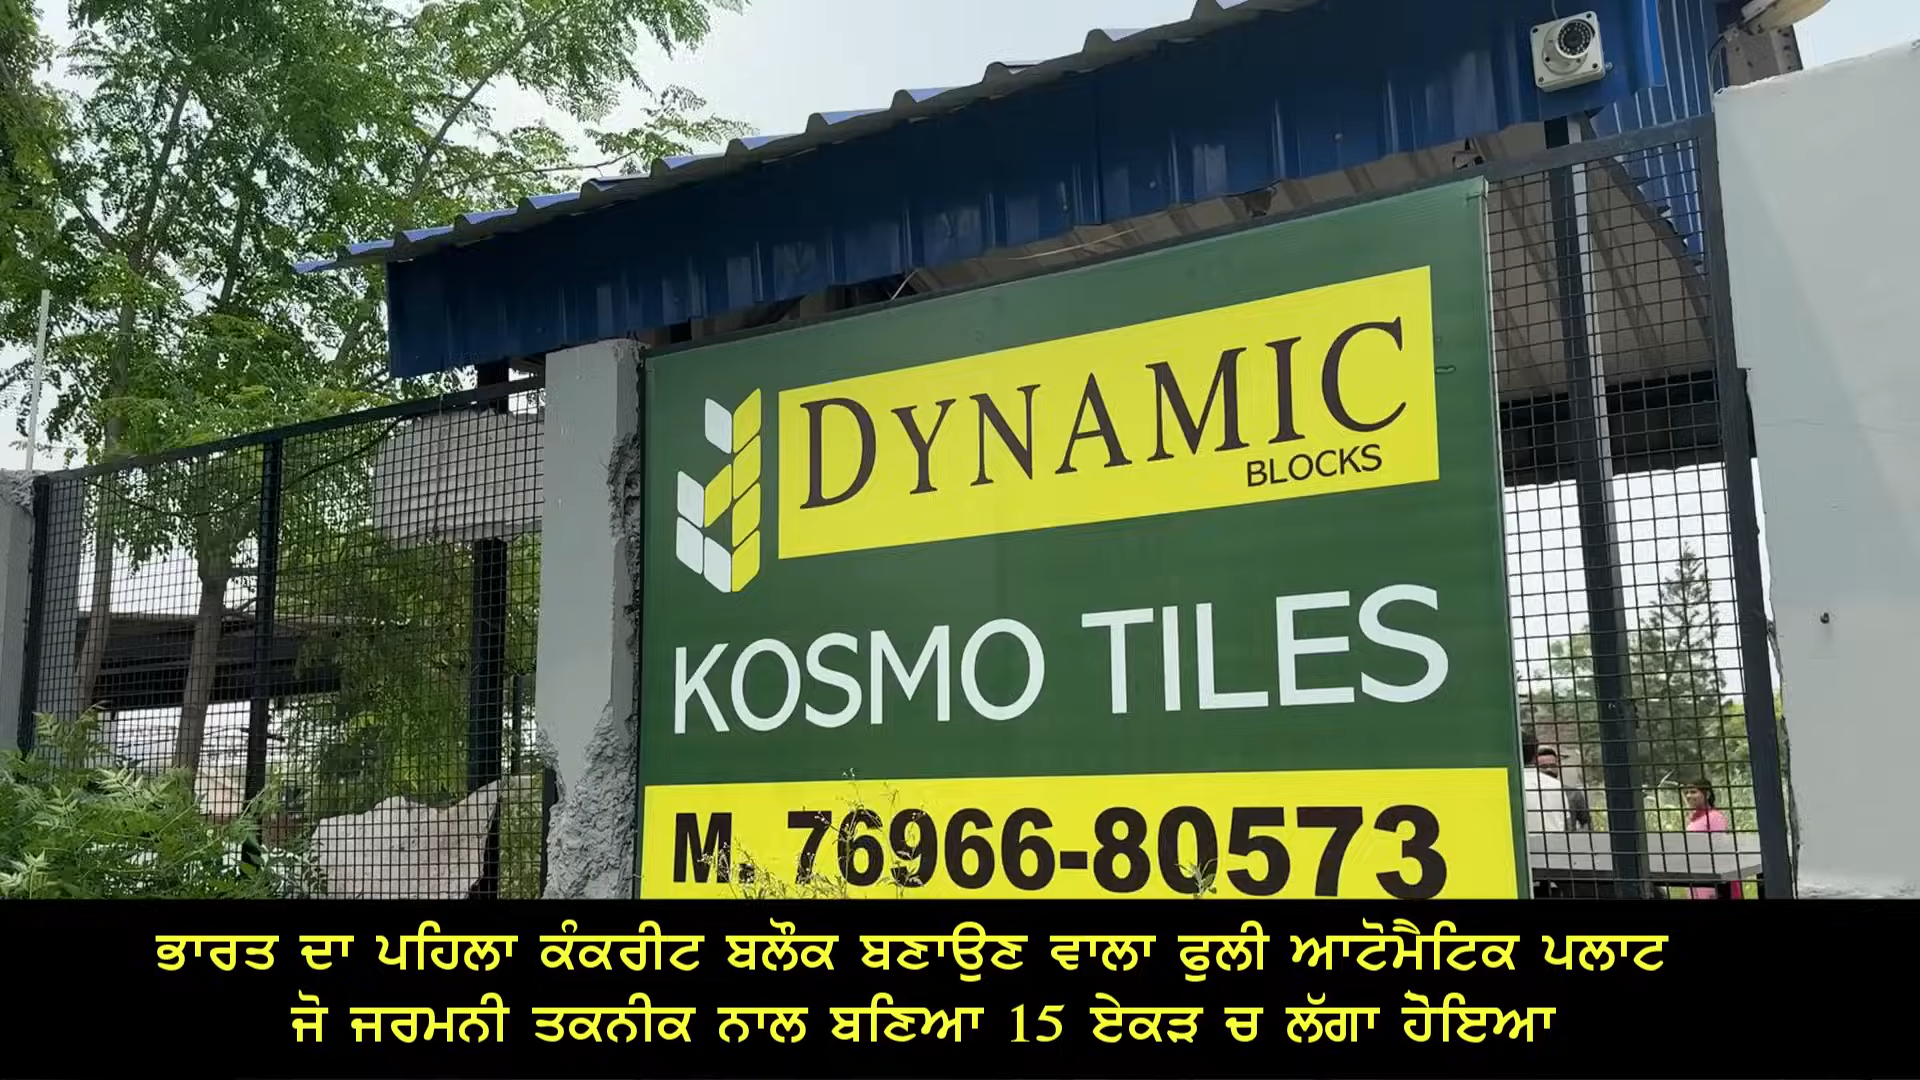 DYNAMIC
BLOCKS
KOSMO TILES
M. 76966-80573
ਭਾਰਤ ਦਾ ਪਹਿਲਾ ਕੰਕਰੀਟ ਬਲੌਕ ਬਣਾਉਣ ਵਾਲਾ ਫੁਲੀ ਆਟੋਮੈਟਿਕ ਪਲਾਟ
ਜੋ ਜਰਮਨੀ ਤਕਨੀਕ ਨਾਲ ਬਣਿਆ 15 ਏਕੜ ਚ ਲੱਗਾ ਹੋਇਆ